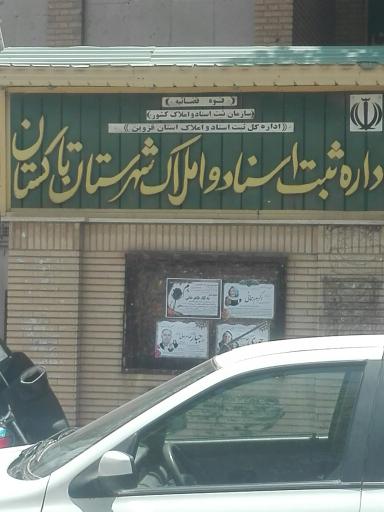 (قوه قضائیه)
(سازمان ثبت اسناد و املاک کشور)
((اداره کل ثبت اسناد و املاک استان قزوین))
داره ثبت اسناد و املاک شهرستان تاکستان